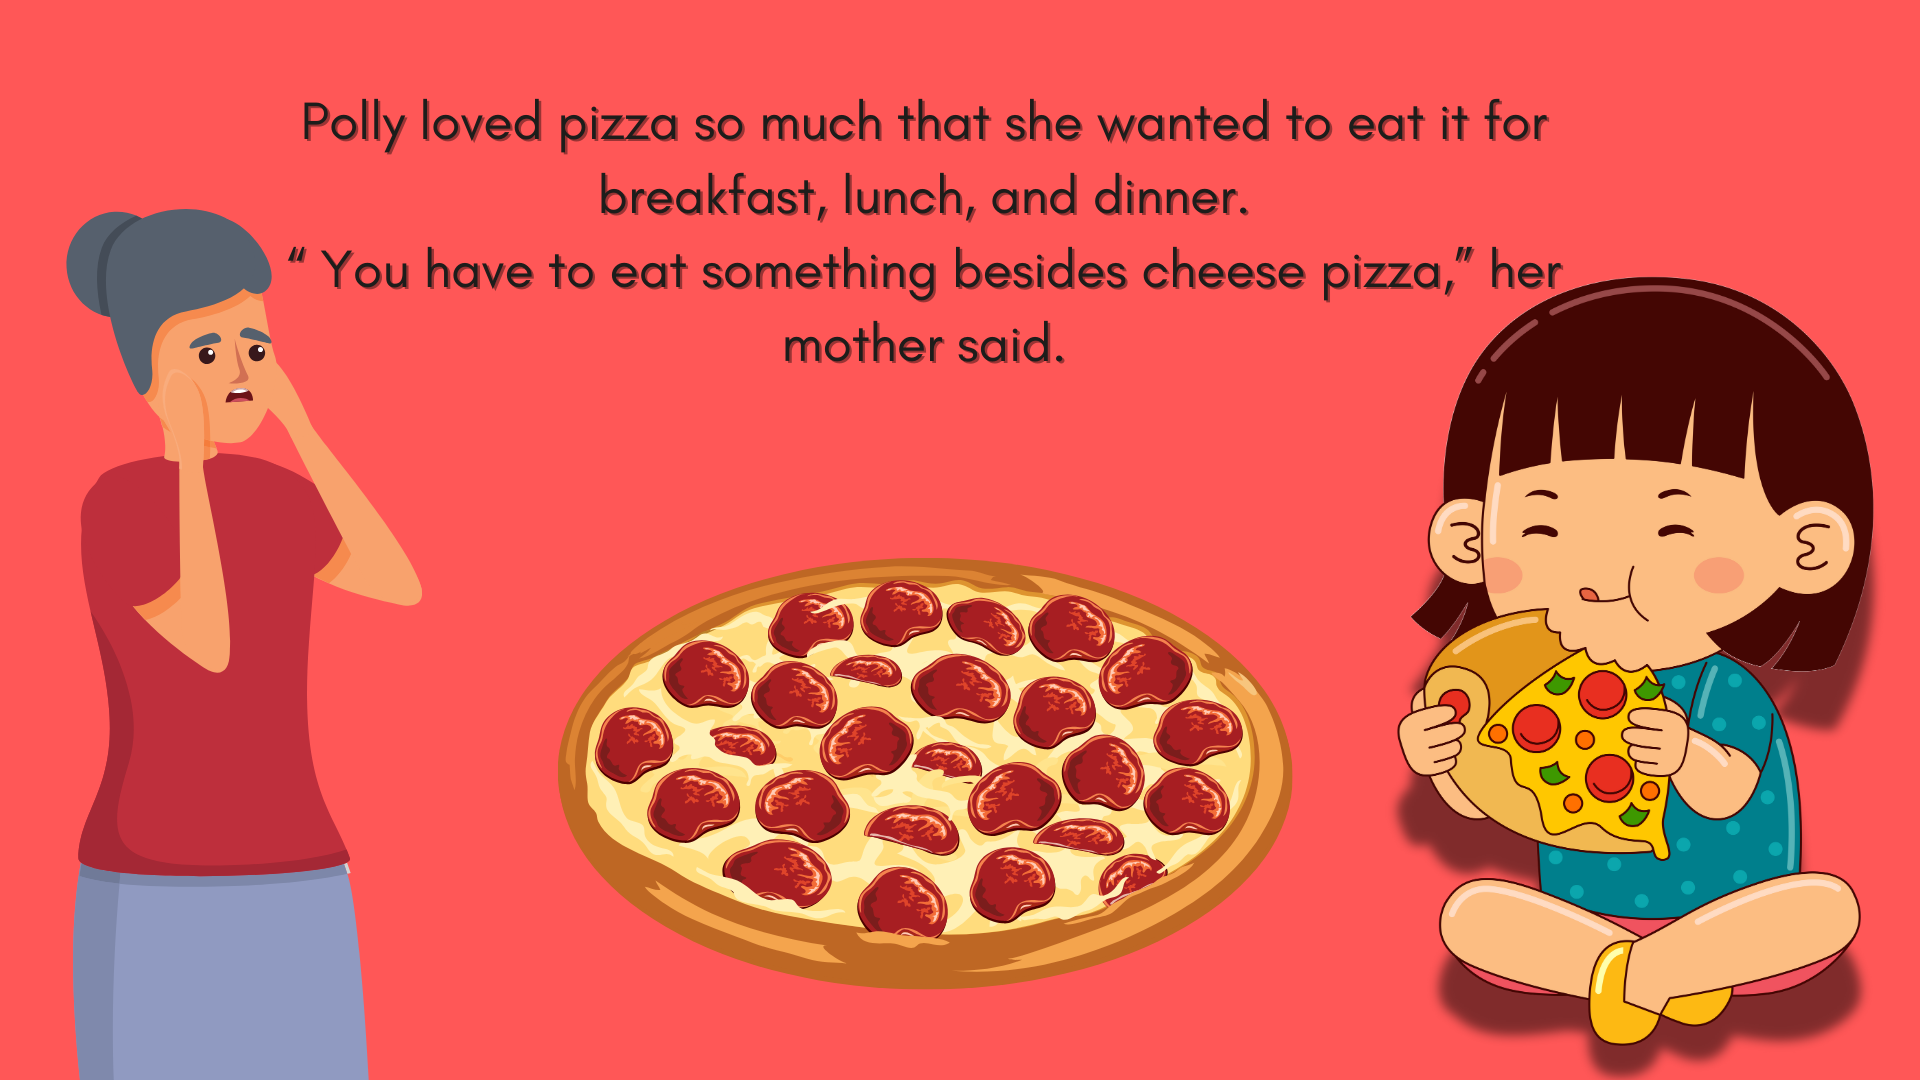 Polly loved pizza so much that she wanted to eat it for
breakfast, lunch, and dinner.
“ You have to eat something besides cheese pizza,” her
mother said.